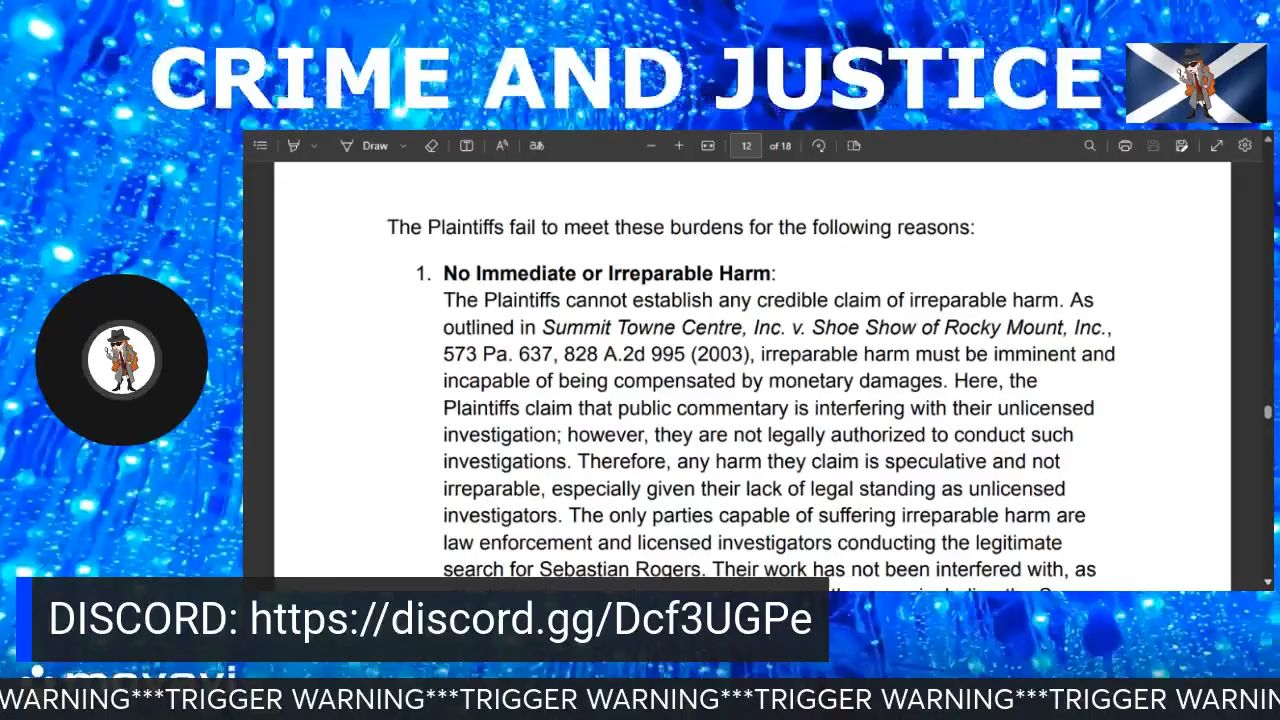 CRIME AND JUSTICE
Draw
12 of 18
The Plaintiffs fail to meet these burdens for the following reasons:
1. No Immediate or Irreparable Harm:
The Plaintiffs cannot establish any credible claim of irreparable harm. As
outlined in Summit Towne Centre, Inc. v. Shoe Show of Rocky Mount, Inc.,
573 Pa. 637, 828 A.2d 995 (2003), irreparable harm must be imminent and
incapable of being compensated by monetary damages. Here, the
Plaintiffs claim that public commentary is interfering with their unlicensed
investigation; however, they are not legally authorized to conduct such
investigations. Therefore, any harm they claim is speculative and not
irreparable, especially given their lack of legal standing as unlicensed
investigators. The only parties capable of suffering irreparable harm are
law enforcement and licensed investigators conducting the legitimate
search for Sebastian Rogers. Their work has not been interfered with, as
DISCORD: https://discord.gg/Dcf3UGPe
WARNING***TRIGGER WARNING***TRIGGER WARNING***TRIGGER WARNING***TRIGGER WARNIN